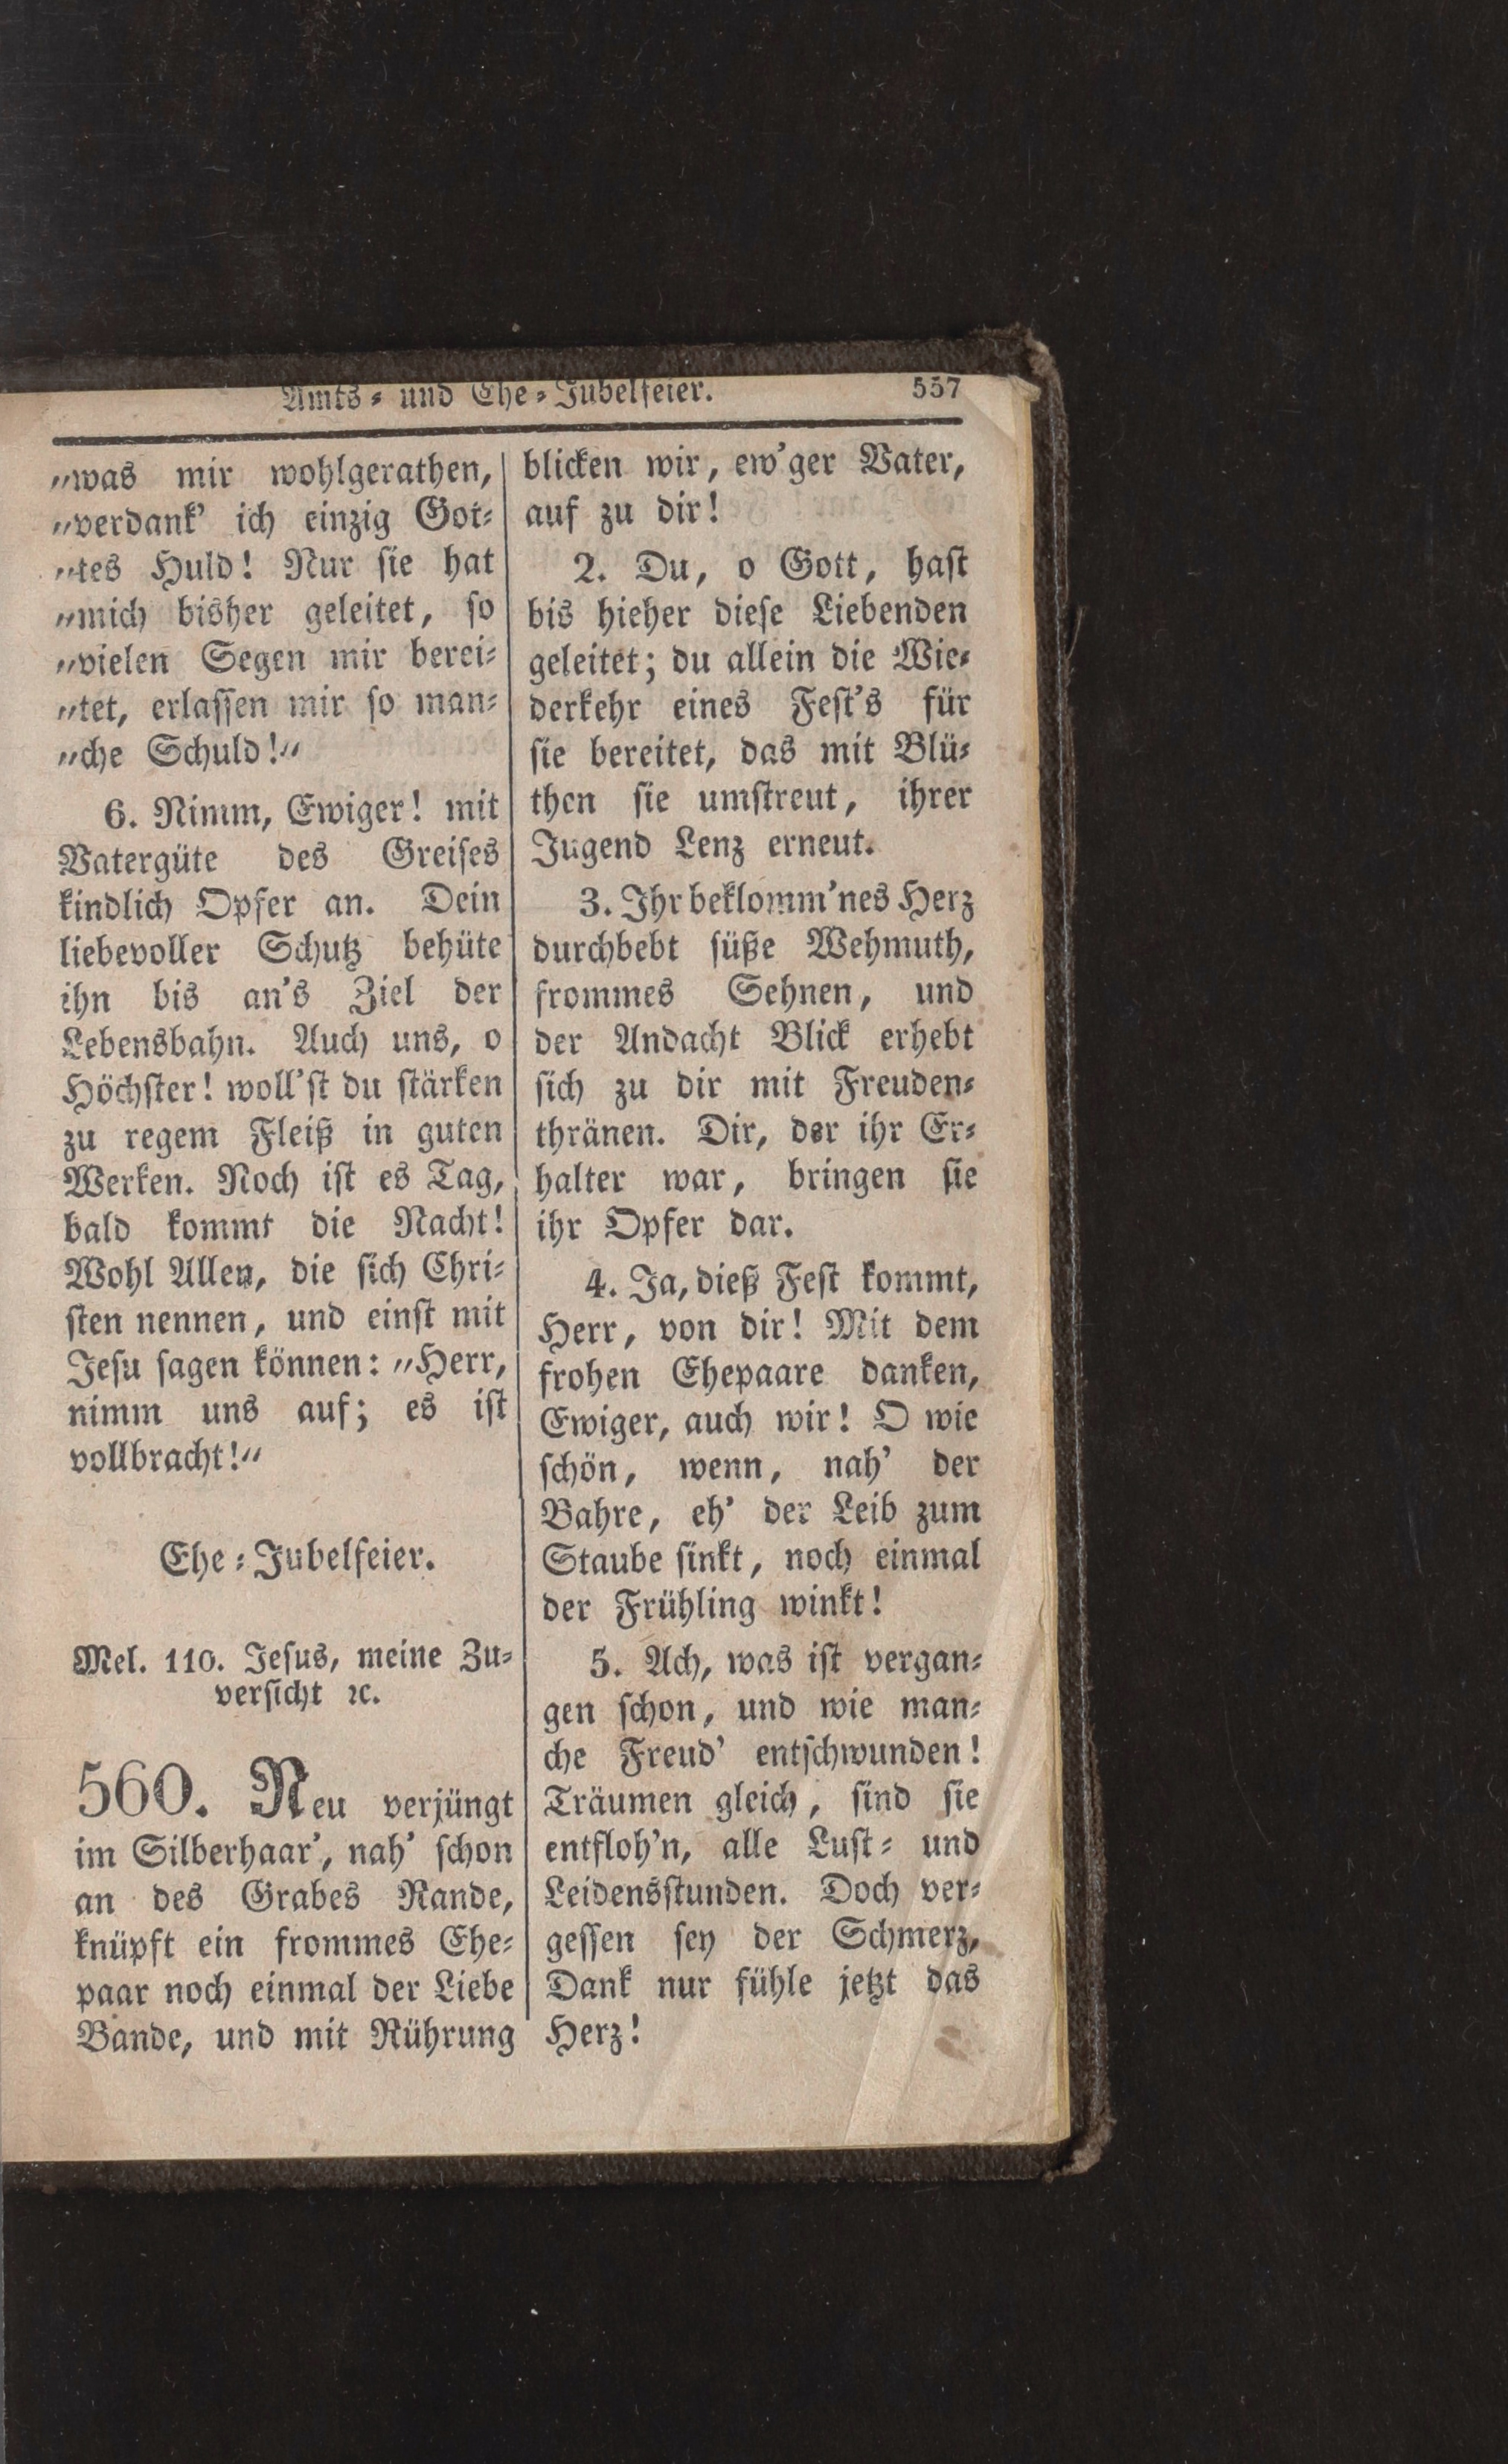 Amts- und Ehe-Jubelfeier. 557
„was mir wohlgerathen,
„verdank' ich einzig Got-
„tes Huld! Nur sie hat
„mich bisher geleitet, so
„vielen Segen mir berei-
„tet, erlassen mir so man-
„che Schuld!“
6. Nimm, Ewiger! mit
Vatergüte des Greises
kindlich Opfer an. Dein
liebevoller Schutz behüte
ihn bis an's Ziel der
Lebensbahn. Auch uns, o
Höchster! woll'st du stärken
zu regem Fleiß in guten
Werken. Noch ist es Tag,
bald kommt die Nacht!
Wohl Allen, die sich Chri-
sten nennen, und einst mit
Jesu sagen können: „Herr,
nimm uns auf; es ist
vollbracht!“
Ehe-Jubelfeier.
Mel. 110. Jesus, meine Zu-
versicht ꝛc.
560. Neu verjüngt
im Silberhaar', nah' schon
an des Grabes Rande,
knüpft ein frommes Ehe-
paar noch einmal der Liebe
Bande, und mit Rührung
blicken wir, ew'ger Vater,
auf zu dir!
2. Du, o Gott, hast
bis hieher diese Liebenden
geleitet; du allein die Wie-
derkehr eines Fest's für
sie bereitet, das mit Blü-
then sie umstreut, ihrer
Jugend Lenz erneut.
3. Ihr beklomm'nes Herz
durchbebt süße Wehmuth,
frommes Sehnen, und
der Andacht Blick erhebt
sich zu dir mit Freuden-
thränen. Dir, der ihr Er-
halter war, bringen sie
ihr Opfer dar.
4. Ja, dieß Fest kommt,
Herr, von dir! Mit dem
frohen Ehepaare danken,
Ewiger, auch wir! O wie
schön, wenn, nah' der
Bahre, eh' der Leib zum
Staube sinkt, noch einmal
der Frühling winkt!
5. Ach, was ist vergan-
gen schon, und wie man-
che Freud' entschwunden!
Träumen gleich, sind sie
entfloh'n, alle Lust- und
Leidensstunden. Doch ver-
gessen sey der Schmerz,
Dank nur fühle jetzt das
Herz!